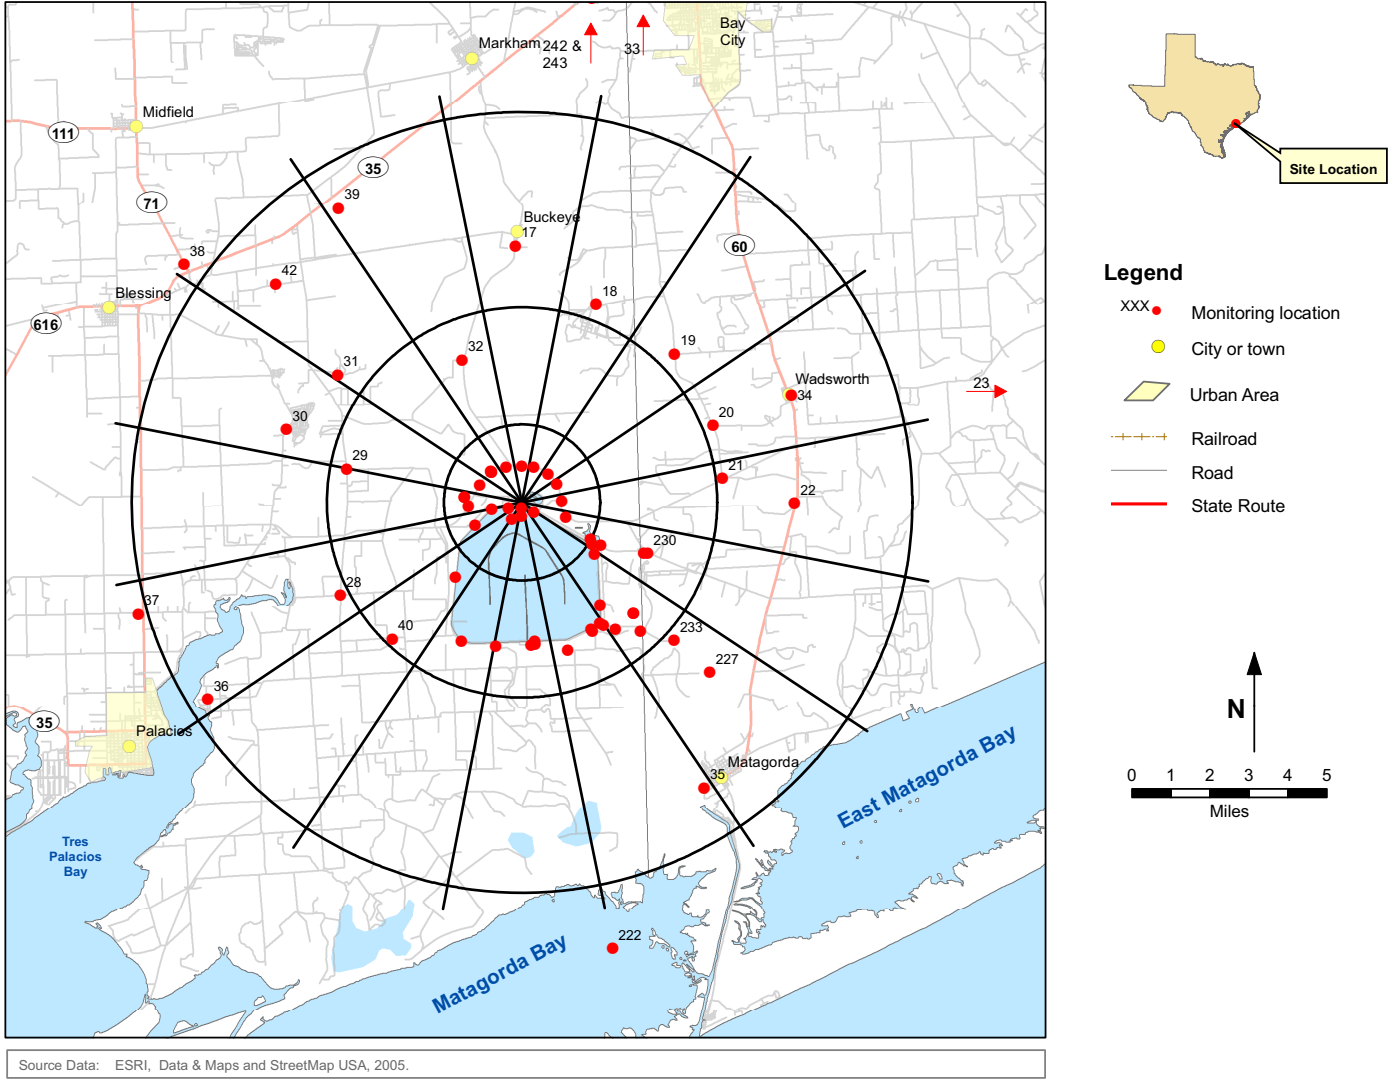 Bay
City
Markham
242 &
243
33
Midfield
111
35
71
39
Buckeye
17
60
38
42
Blessing
616
18
19
32
31
Wadsworth
34
23
20
30
29
21
22
230
28
37
40
233
227
36
35
Palacios
Matagorda
35
Tres
Palacios
Bay
East Matagorda Bay
Matagorda Bay
222
Site Location
Legend
XXX
Monitoring location
City or town
Urban Area
Railroad
Road
State Route
N
0 1 2 3 4 5
Miles
Source Data: ESRI, Data & Maps and StreetMap USA, 2005.